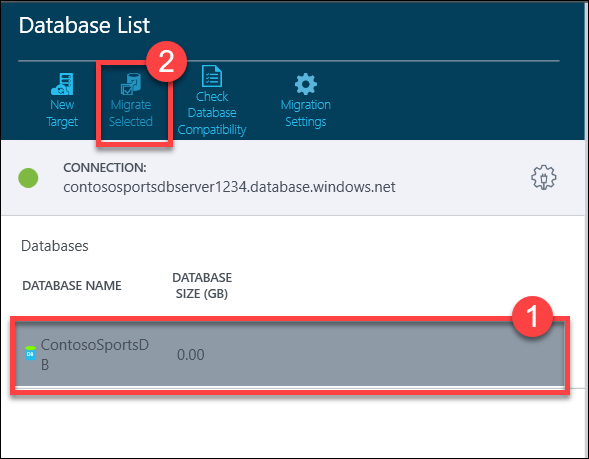 Database List
2
New
Target
Migrate
Selected
Check
Database
Compatibility
Migration
Settings
CONNECTION:
contososportsdbserver1234.database.windows.net
Databases
DATABASE NAME
DATABASE
SIZE (GB)
1
DB
ContosoSportsD
B
0.00